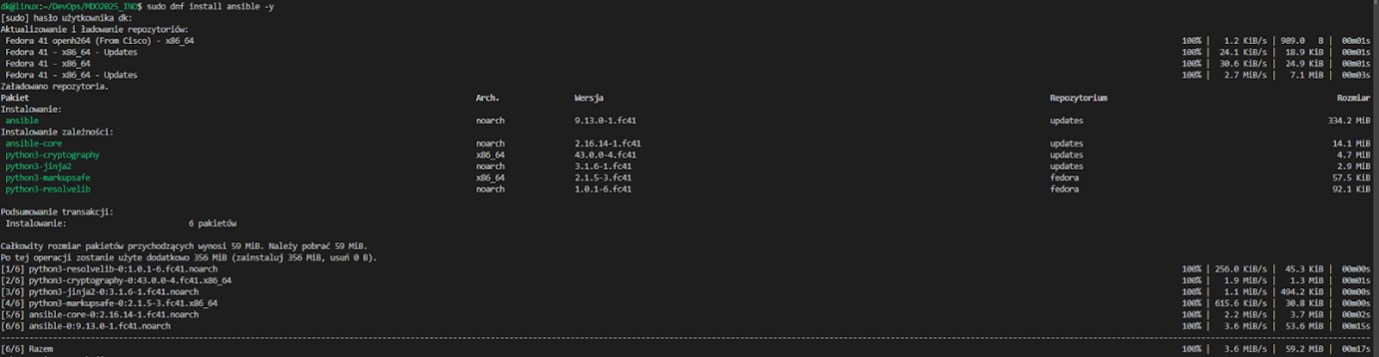 dk@linux:~/DevOps/MDO2025_INO$ sudo dnf install ansible -y
[sudo] hasło użytkownika dk:
Aktualizowanie i ładowanie repozytoriów:
Fedora 41 openh264 (From Cisco) - x86_64 100% | 1.2 KiB/s | 989.0 B | 00m01s
Fedora 41 - x86_64 - Updates 100% | 24.1 KiB/s | 18.9 KiB | 00m01s
Fedora 41 - x86_64 100% | 30.6 KiB/s | 24.9 KiB | 00m01s
Fedora 41 - x86_64 - Updates 100% | 2.7 MiB/s | 7.1 MiB | 00m03s
Załadowano repozytoria.
Pakiet Arch. Wersja Repozytorium Rozmiar
Instalowanie:
ansible noarch 9.13.0-1.fc41 updates 334.2 MiB
Instalowanie zależności:
ansible-core noarch 2.16.14-1.fc41 updates 14.1 MiB
python3-cryptography x86_64 43.0.0-4.fc41 updates 4.7 MiB
python3-jinja2 noarch 3.1.6-1.fc41 updates 2.9 MiB
python3-markupsafe x86_64 2.1.5-3.fc41 fedora 57.5 KiB
python3-resolvelib noarch 1.0.1-6.fc41 fedora 92.1 KiB
Podsumowanie transakcji:
Instalowanie: 6 pakietów
Całkowity rozmiar pakietów przychodzących wynosi 59 MiB. Należy pobrać 59 MiB.
Po tej operacji zostanie użyte dodatkowo 356 MiB (zainstaluj 356 MiB, usuń 0 B).
[1/6] python3-resolvelib-0:1.0.1-6.fc41.noarch 100% | 256.0 KiB/s | 45.3 KiB | 00m00s
[2/6] python3-cryptography-0:43.0.0-4.fc41.x86_64 100% | 1.9 MiB/s | 1.3 MiB | 00m01s
[3/6] python3-jinja2-0:3.1.6-1.fc41.noarch 100% | 1.1 MiB/s | 494.2 KiB | 00m00s
[4/6] python3-markupsafe-0:2.1.5-3.fc41.x86_64 100% | 615.6 KiB/s | 30.8 KiB | 00m00s
[5/6] ansible-core-0:2.16.14-1.fc41.noarch 100% | 2.2 MiB/s | 3.7 MiB | 00m02s
[6/6] ansible-0:9.13.0-1.fc41.noarch 100% | 3.6 MiB/s | 53.6 MiB | 00m15s
[6/6] Razem 100% | 3.6 MiB/s | 59.2 MiB | 00m17s